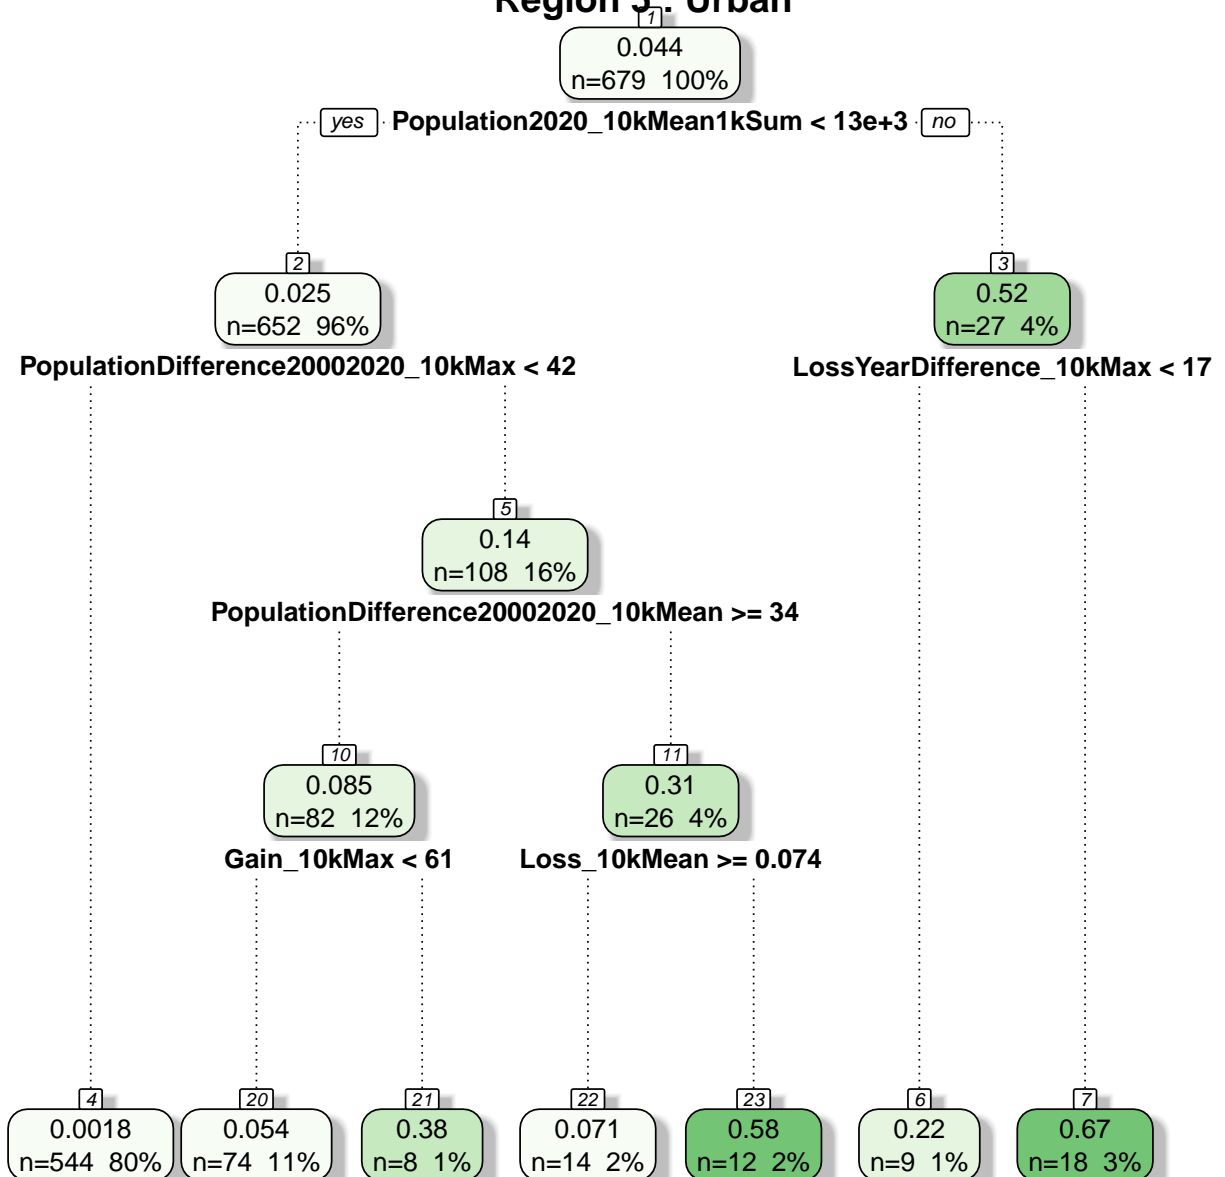 Region 3 : Urban
1
0.044
n=679 100%
yes Population2020_10kMean1kSum < 13e+3 no
2 3
0.025 0.52
n=652 96% n=27 4%
PopulationDifference20002020_10kMax < 42 LossYearDifference_10kMax < 17
5
0.14
n=108 16%
PopulationDifference20002020_10kMean >= 34
10 11
0.085 0.31
n=82 12% n=26 4%
Gain_10kMax < 61 Loss_10kMean >= 0.074
4 20 21 22 23 6 7
0.0018 0.054 0.38 0.071 0.58 0.22 0.67
n=544 80% n=74 11% n=8 1% n=14 2% n=12 2% n=9 1% n=18 3%